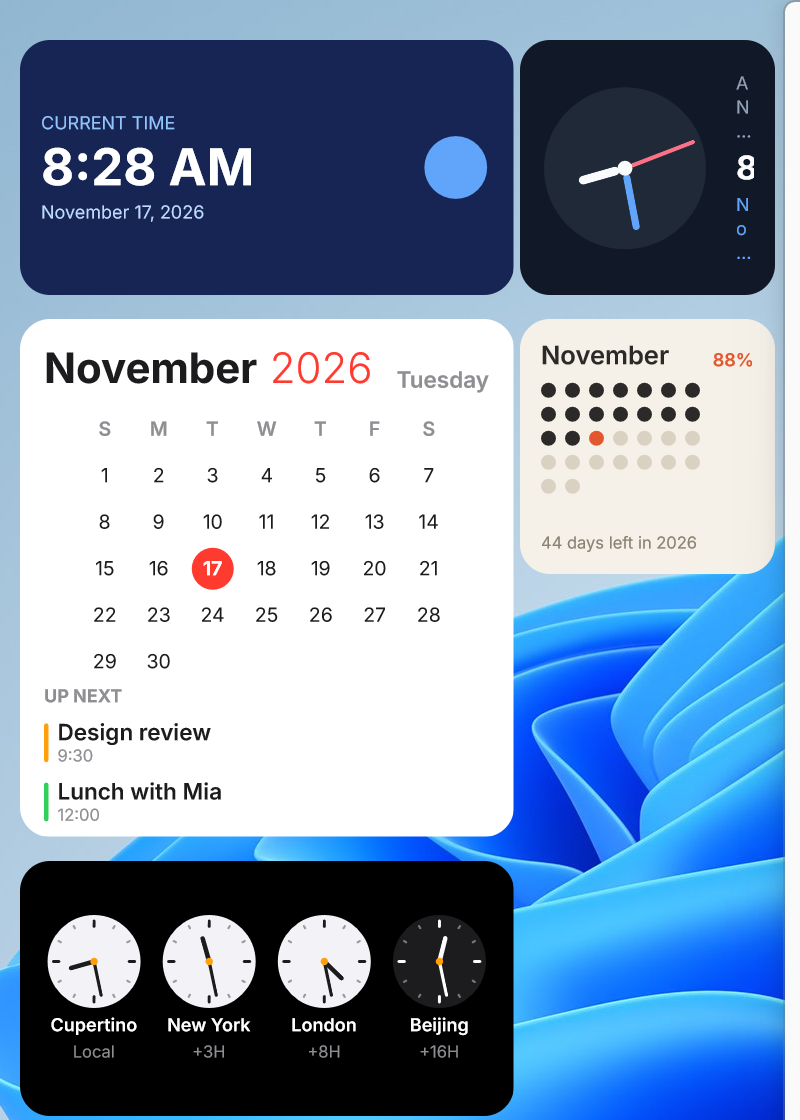 CURRENT TIME
8:28 AM
November 17, 2026
A
N
...
8
N
o
...
November 2026 Tuesday
S M T W T F S
1 2 3 4 5 6 7
8 9 10 11 12 13 14
15 16 17 18 19 20 21
22 23 24 25 26 27 28
29 30
UP NEXT
Design review
9:30
Lunch with Mia
12:00
November 88%
44 days left in 2026
Cupertino New York London Beijing
Local +3H +8H +16H